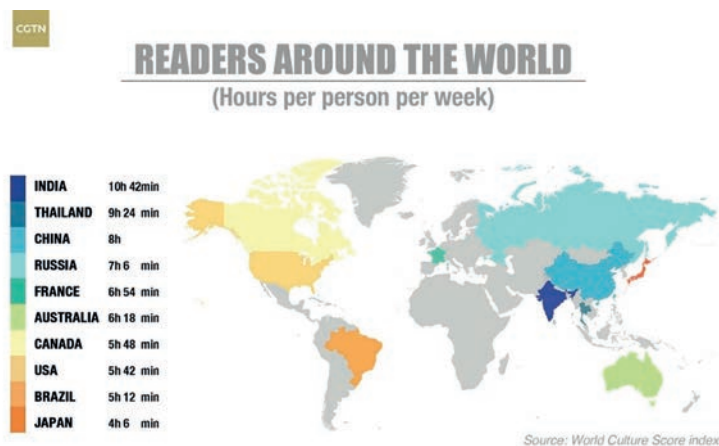 CGTN
READERS AROUND THE WORLD
(Hours per person per week)
INDIA 10h 42min
THAILAND 9h 24 min
CHINA 8h
RUSSIA 7h 6 min
FRANCE 6h 54 min
AUSTRALIA 6h 18 min
CANADA 5h 48 min
USA 5h 42 min
BRAZIL 5h 12 min
JAPAN 4h 6 min
Source: World Culture Score index